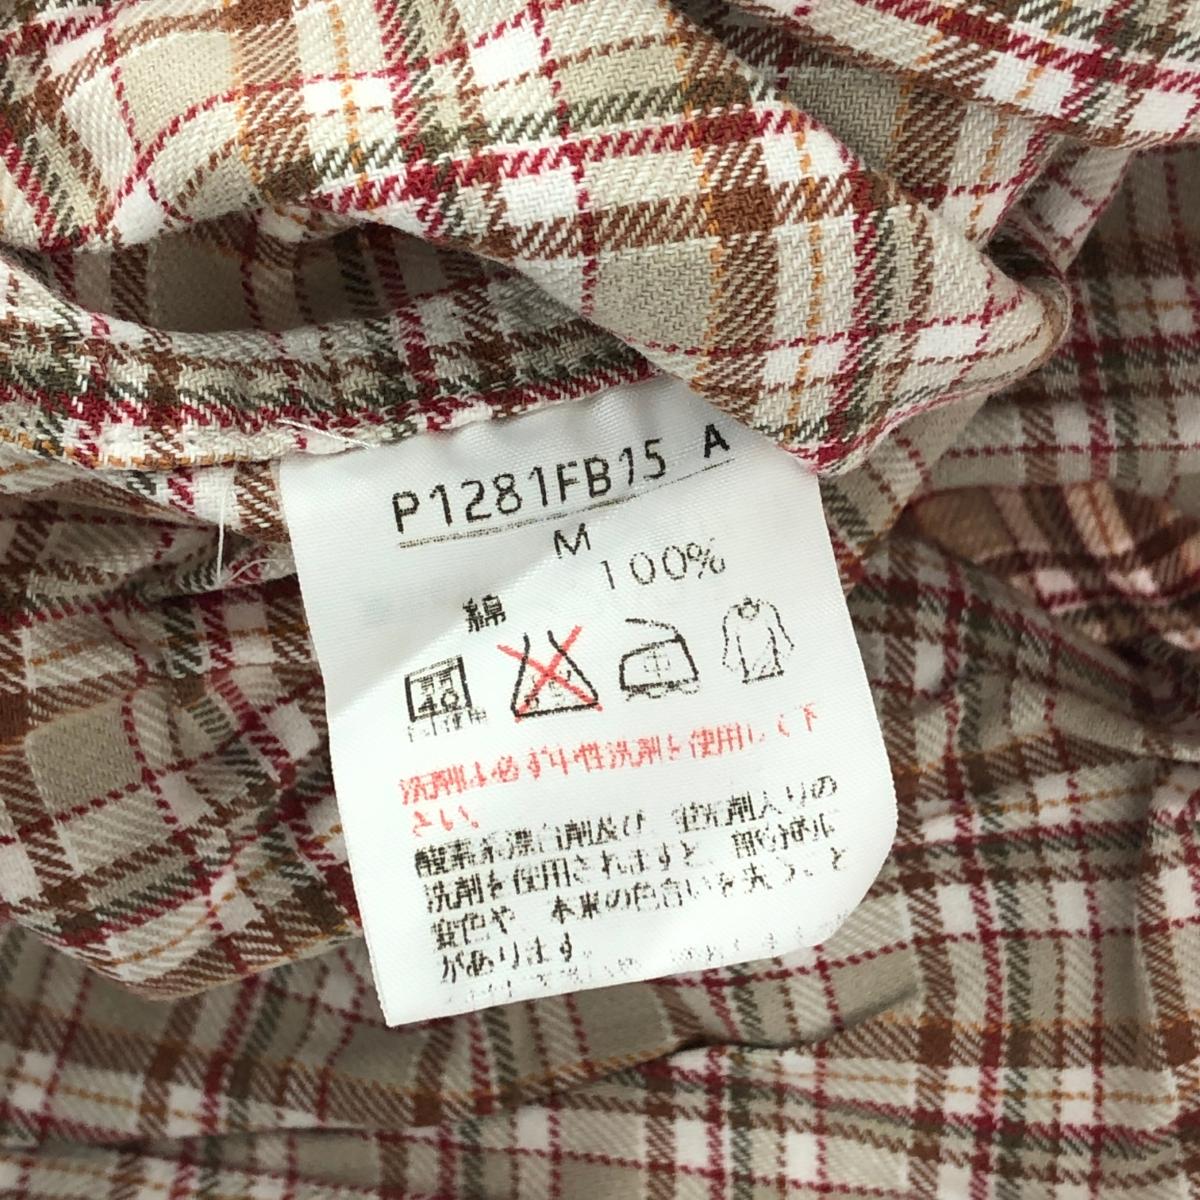 P1281FB15 A
M
100%
綿
40
洗剤は必ず中性洗剤を使用して下
さい。
酸素系漂白剤及び、蛍光剤入りの
洗剤を使用されますと、部分的に
変色や、本来の色合いを失うこと
があります。